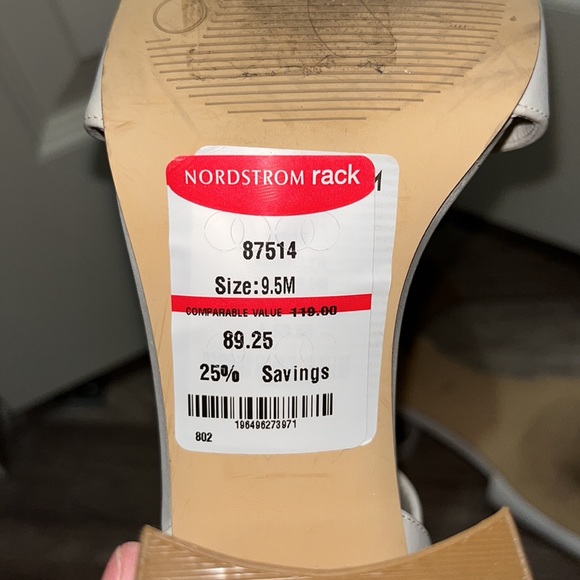 NORDSTROM rack
M
87514
Size:9.5M
COMPARABLE VALUE 119.00
89.25
25% Savings
196496273971
802